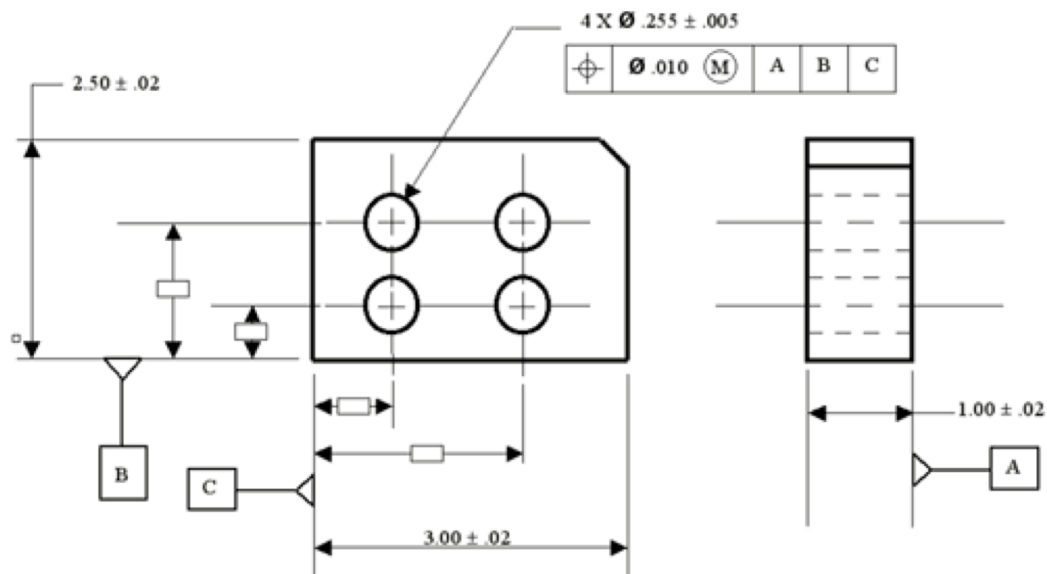 4 X Ø .255 ± .005
⌖ Ø .010 Ⓜ A B C
2.50 ± .02
1.00 ± .02
B
C
A
3.00 ± .02